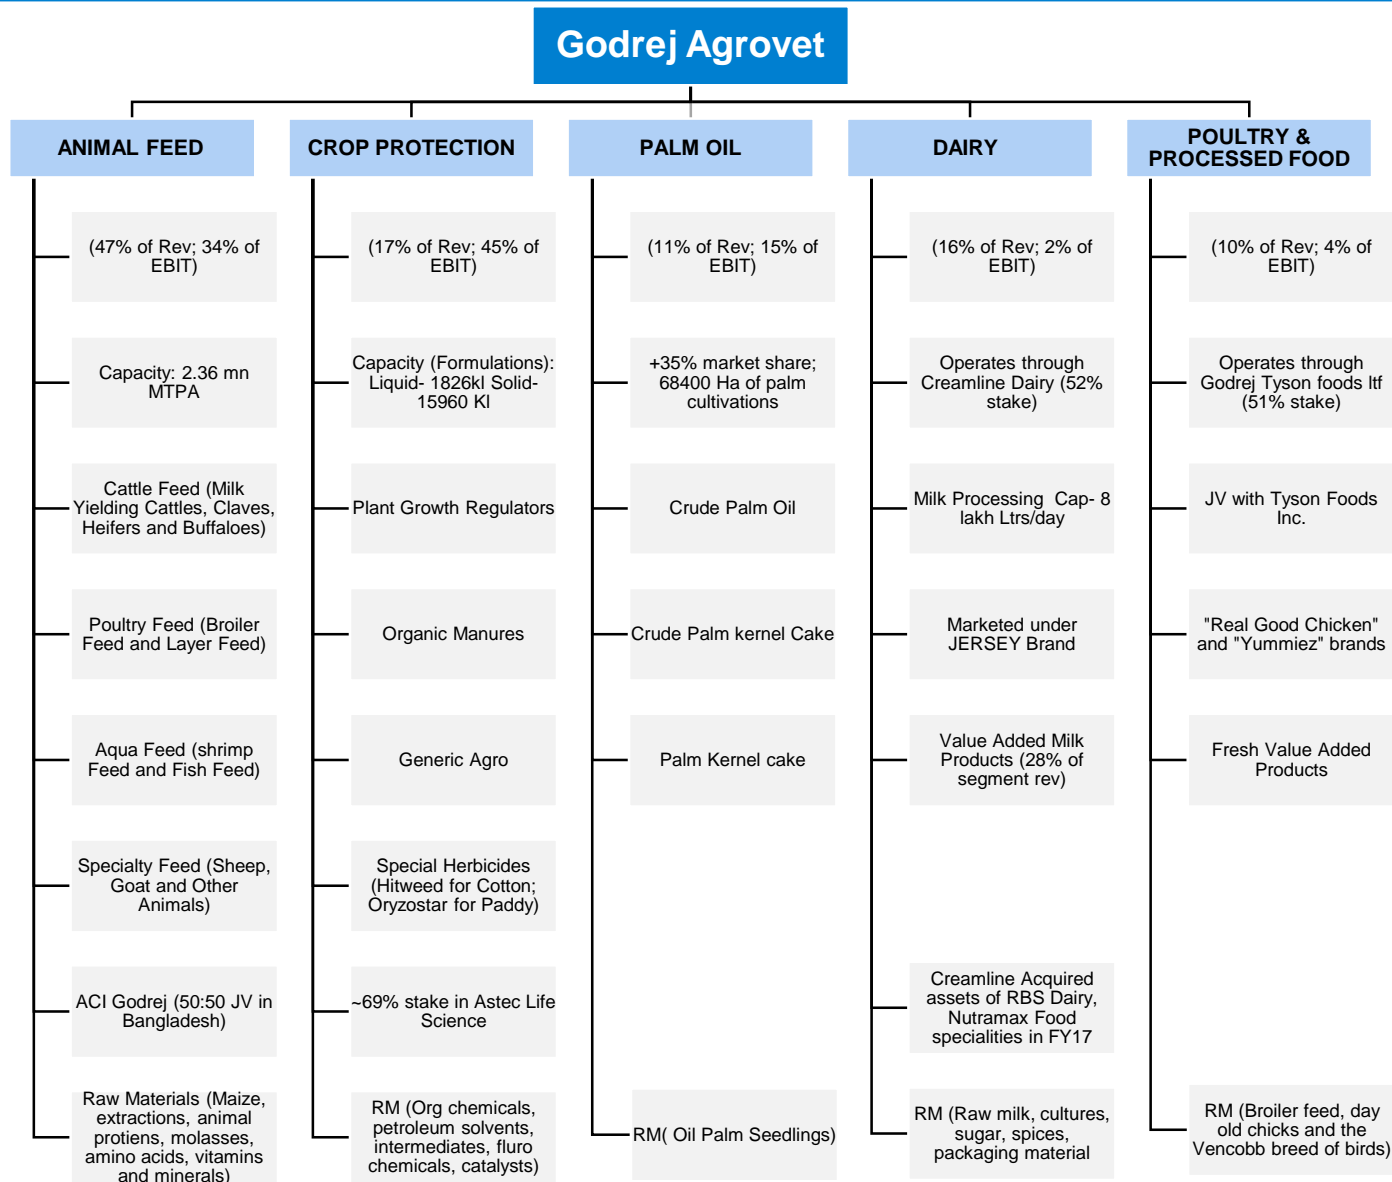 Godrej Agrovet
ANIMAL FEED
(47% of Rev; 34% of
EBIT)
Capacity: 2.36 mn
MTPA
Cattle Feed (Milk
Yielding Cattles, Claves,
Heifers and Buffaloes)
Poultry Feed (Broiler
Feed and Layer Feed)
Aqua Feed (shrimp
Feed and Fish Feed)
Specialty Feed (Sheep,
Goat and Other
Animals)
ACI Godrej (50:50 JV in
Bangladesh)
Raw Materials (Maize,
extractions, animal
protiens, molasses,
amino acids, vitamins
and minerals)
CROP PROTECTION
(17% of Rev; 45% of
EBIT)
Capacity (Formulations):
Liquid- 1826kl Solid-
15960 Kl
Plant Growth Regulators
Organic Manures
Generic Agro
Special Herbicides
(Hitweed for Cotton;
Oryzostar for Paddy)
~69% stake in Astec Life
Science
RM (Org chemicals,
petroleum solvents,
intermediates, fluro
chemicals, catalysts)
PALM OIL
(11% of Rev; 15% of
EBIT)
+35% market share;
68400 Ha of palm
cultivations
Crude Palm Oil
Crude Palm kernel Cake
Palm Kernel cake
RM( Oil Palm Seedlings)
DAIRY
(16% of Rev; 2% of
EBIT)
Operates through
Creamline Dairy (52%
stake)
Milk Processing  Cap- 8
lakh Ltrs/day
Marketed under
JERSEY Brand
Value Added Milk
Products (28% of
segment rev)
Creamline Acquired
assets of RBS Dairy,
Nutramax Food
specialities in FY17
RM (Raw milk, cultures,
sugar, spices,
packaging material
POULTRY &
PROCESSED FOOD
(10% of Rev; 4% of
EBIT)
Operates through
Godrej Tyson foods ltf
(51% stake)
JV with Tyson Foods
Inc.
"Real Good Chicken"
and "Yummiez" brands
Fresh Value Added
Products
RM (Broiler feed, day
old chicks and the
Vencobb breed of birds)